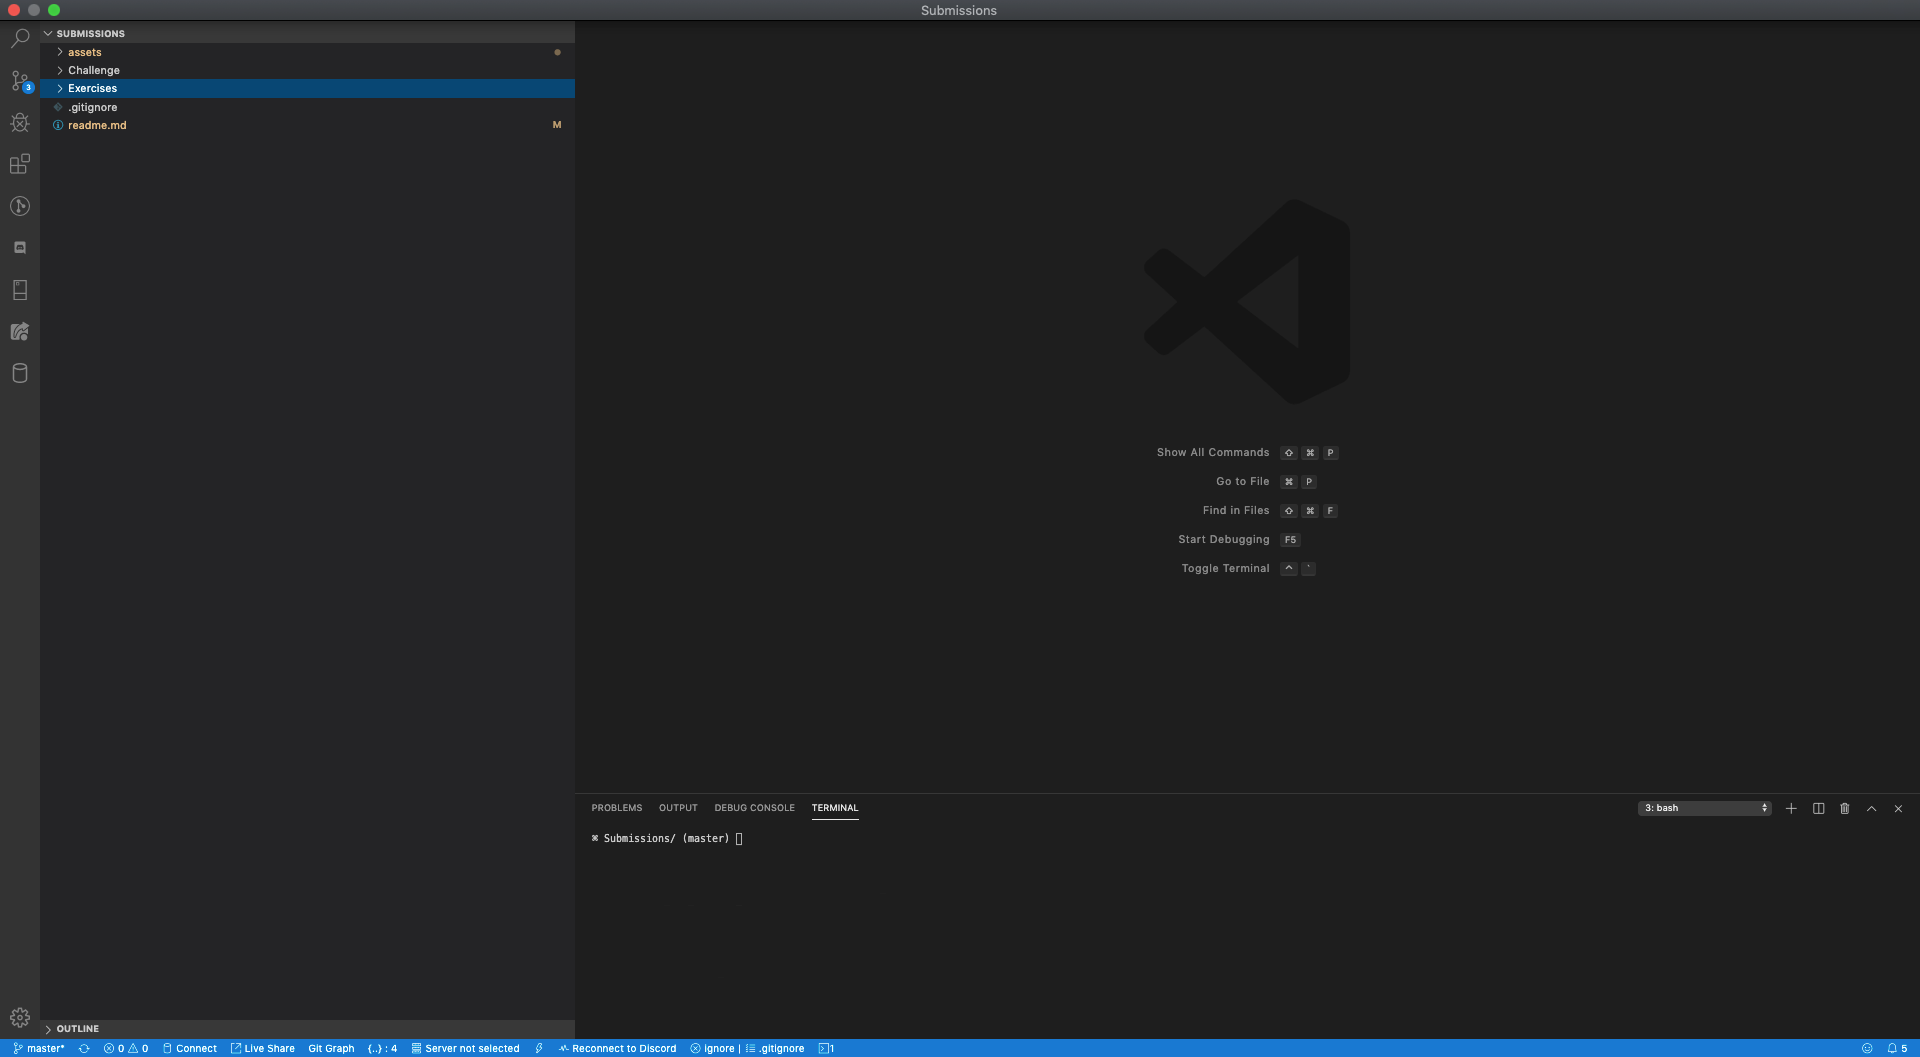 Submissions
SUBMISSIONS
assets
Challenge
Exercises
.gitignore
readme.md M
3
Show All Commands ⇧ ⌘ P
Go to File ⌘ P
Find in Files ⇧ ⌘ F
Start Debugging F5
Toggle Terminal ^ `
PROBLEMS OUTPUT DEBUG CONSOLE TERMINAL 3: bash
⌘ Submissions/ (master)
OUTLINE
master* 0 0 Connect Live Share Git Graph {..} : 4 Server not selected Reconnect to Discord ignore | .gitignore 1 5